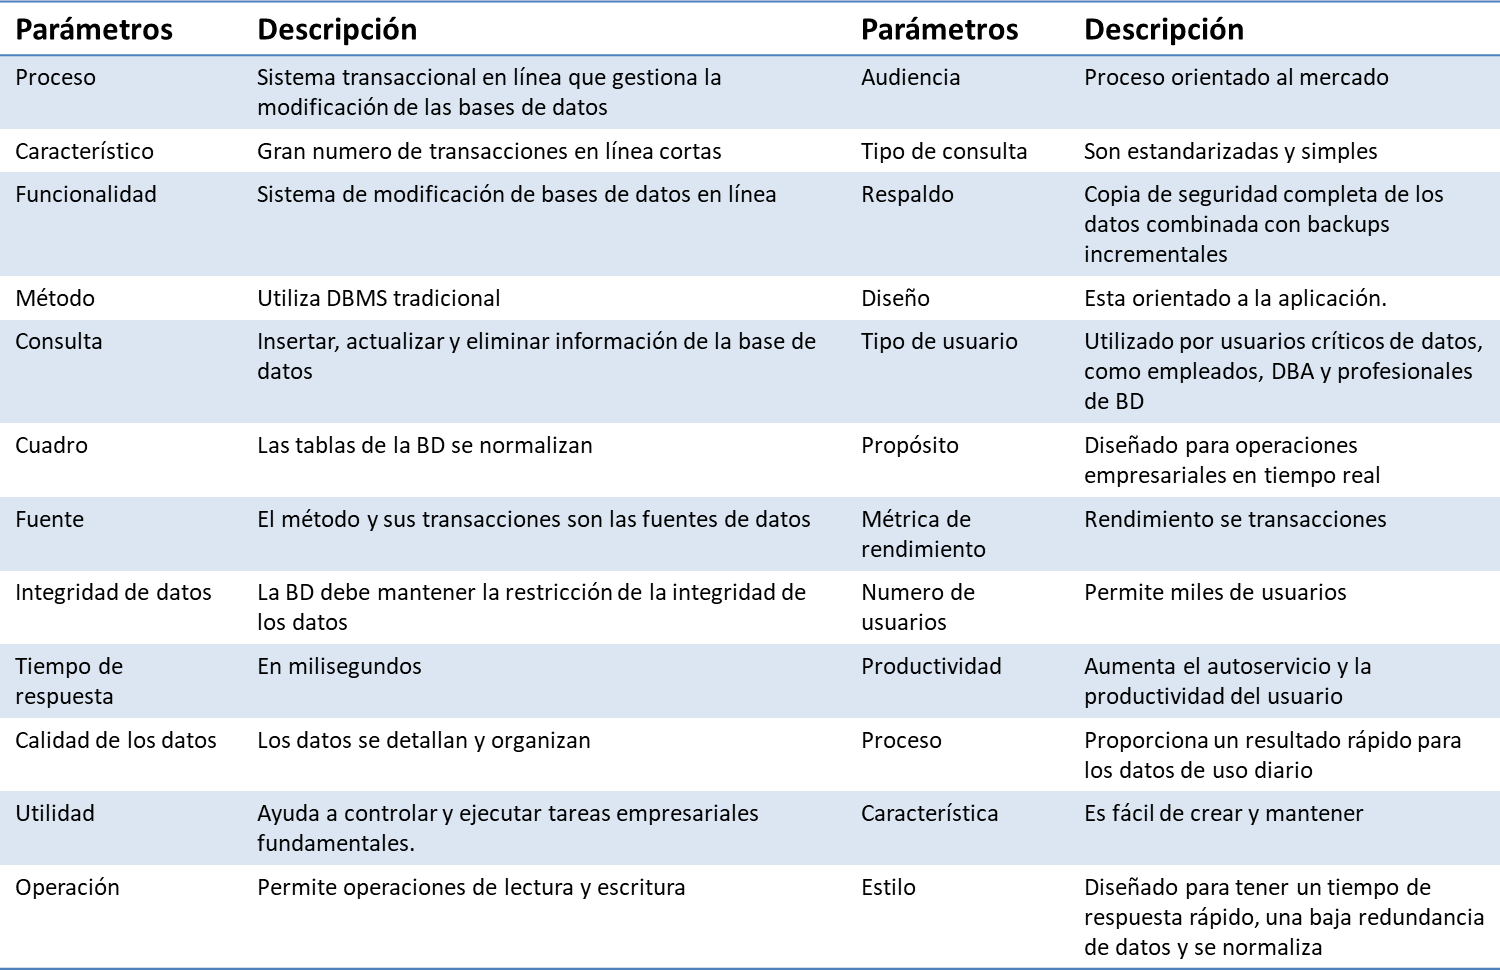 Parámetros Descripción Parámetros Descripción
Proceso Sistema transaccional en línea que gestiona la Audiencia Proceso orientado al mercado
modificación de las bases de datos
Característico Gran numero de transacciones en línea cortas Tipo de consulta Son estandarizadas y simples
Funcionalidad Sistema de modificación de bases de datos en línea Respaldo Copia de seguridad completa de los
datos combinada con backups
incrementales
Método Utiliza DBMS tradicional Diseño Esta orientado a la aplicación.
Consulta Insertar, actualizar y eliminar información de la base de Tipo de usuario Utilizado por usuarios críticos de datos,
datos como empleados, DBA y profesionales
de BD
Cuadro Las tablas de la BD se normalizan Propósito Diseñado para operaciones
empresariales en tiempo real
Fuente El método y sus transacciones son las fuentes de datos Métrica de Rendimiento se transacciones
rendimiento
Integridad de datos La BD debe mantener la restricción de la integridad de Numero de Permite miles de usuarios
los datos usuarios
Tiempo de En milisegundos Productividad Aumenta el autoservicio y la
respuesta productividad del usuario
Calidad de los datos Los datos se detallan y organizan Proceso Proporciona un resultado rápido para
los datos de uso diario
Utilidad Ayuda a controlar y ejecutar tareas empresariales Característica Es fácil de crear y mantener
fundamentales.
Operación Permite operaciones de lectura y escritura Estilo Diseñado para tener un tiempo de
respuesta rápido, una baja redundancia
de datos y se normaliza